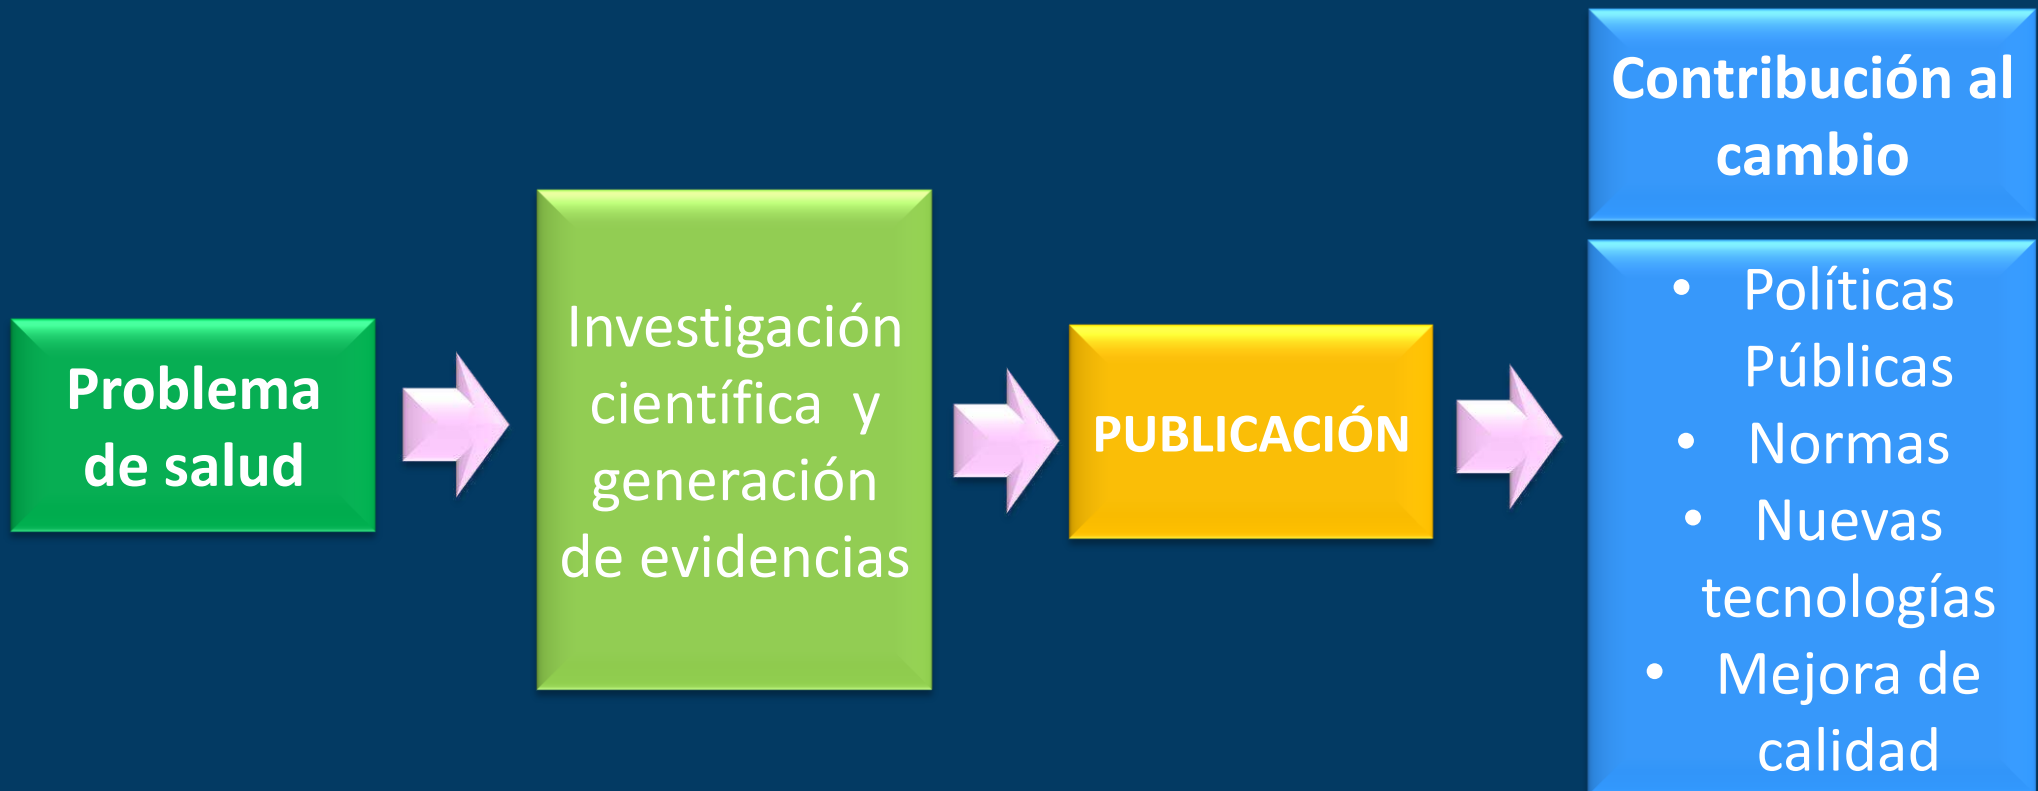 Problema
de salud
Investigación
científica y
generación
de evidencias
PUBLICACIÓN
Contribución al
cambio
• Políticas
Públicas
• Normas
• Nuevas
tecnologías
• Mejora de
calidad